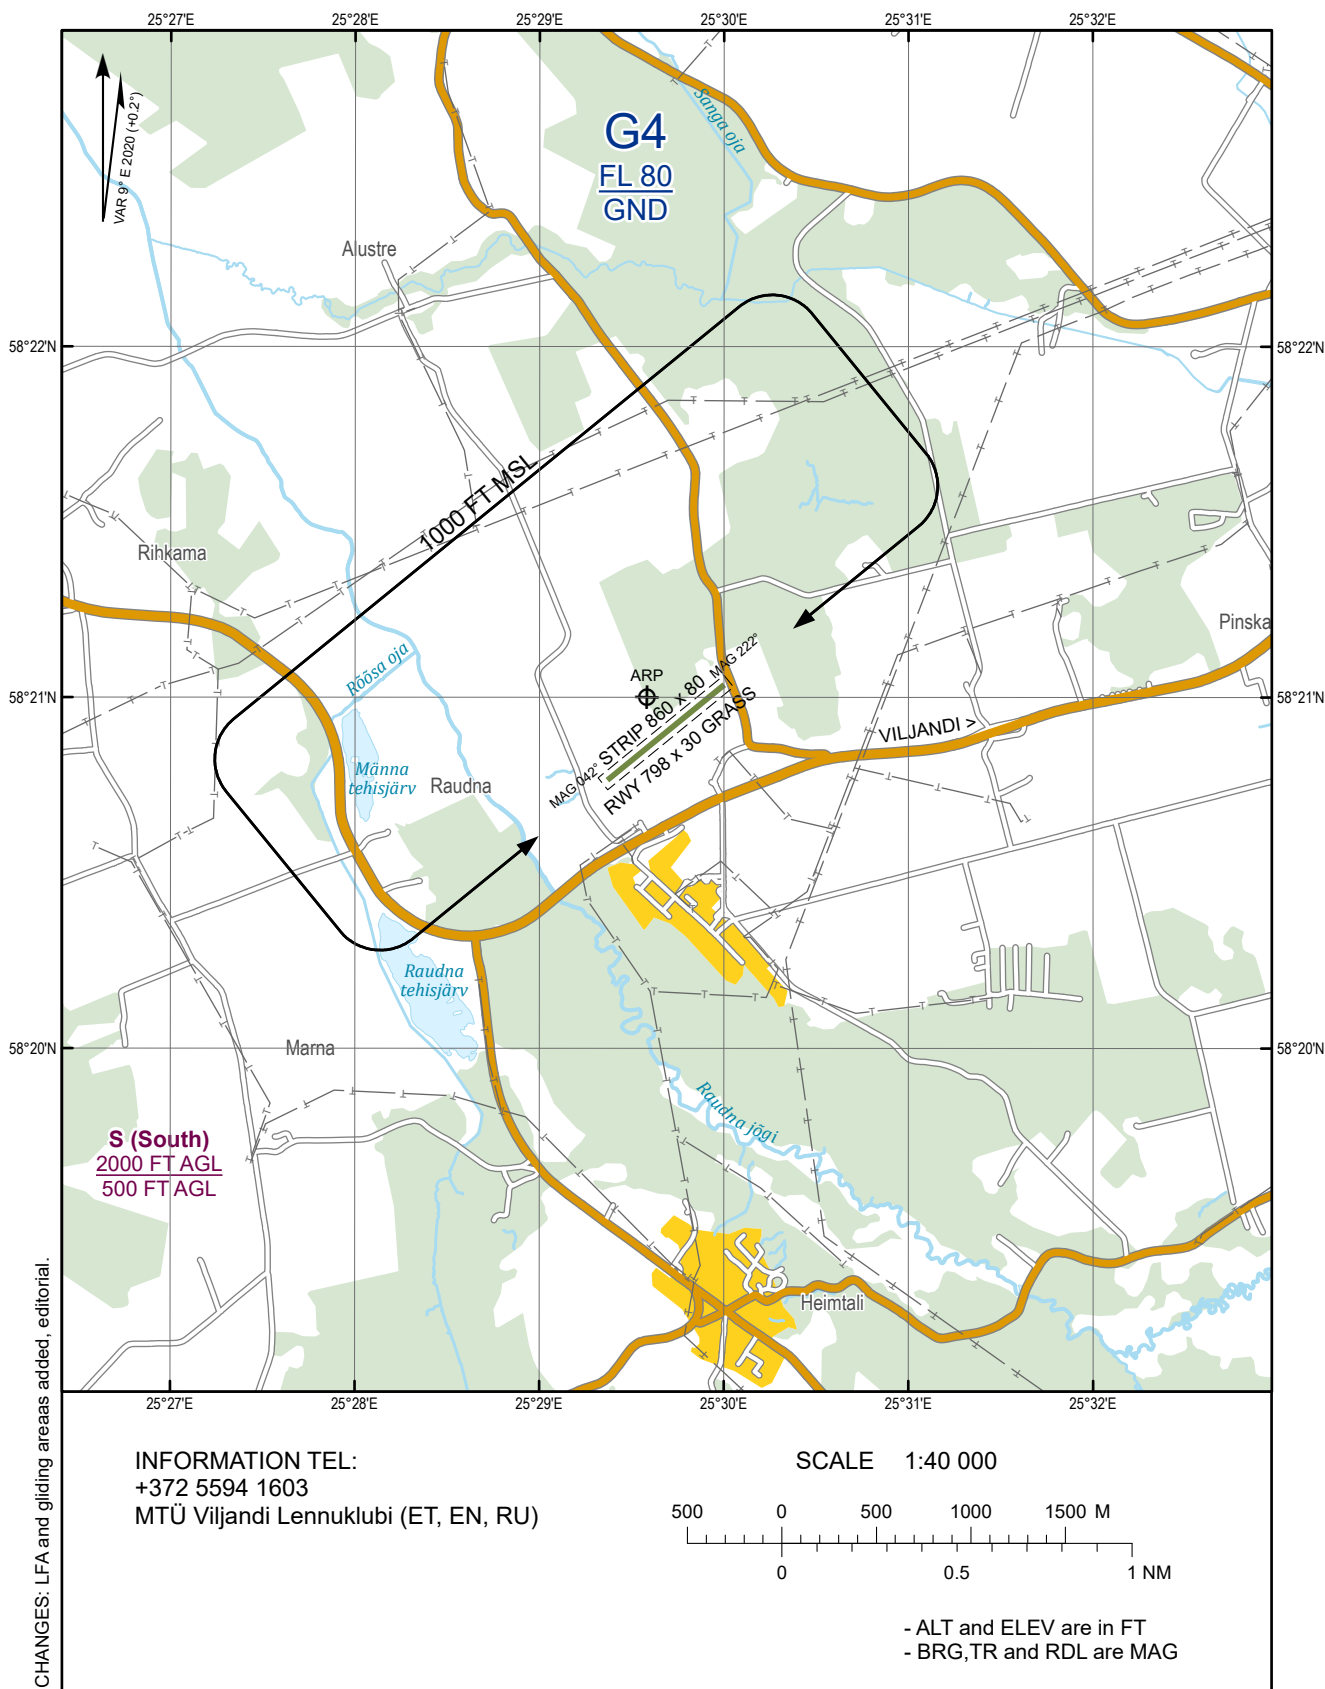 25°27'E
25°28'E
25°29'E
25°30'E
25°31'E
25°32'E
VAR 9° E 2020 (+0.2°)
G4
FL 80
GND
Sanga oja
Alustre
58°22'N
58°22'N
1000 FT MSL
Rihkama
Pinska
Rõõsa oja
ARP
58°21'N
58°21'N
MAG 042° STRIP 860 x 80 MAG 222°
RWY 798 x 30 GRASS
VILJANDI >
Männa
tehisjärv
Raudna
Raudna
tehisjärv
58°20'N
58°20'N
Marna
Raudna jõgi
S (South)
2000 FT AGL
500 FT AGL
Heimtali
25°27'E
25°28'E
25°29'E
25°30'E
25°31'E
25°32'E
CHANGES: LFA and gliding areaas added, editorial.
INFORMATION TEL:
+372 5594 1603
MTÜ Viljandi Lennuklubi (ET, EN, RU)
SCALE 1:40 000
500 0 500 1000 1500 M
0 0.5 1 NM
- ALT and ELEV are in FT
- BRG,TR and RDL are MAG